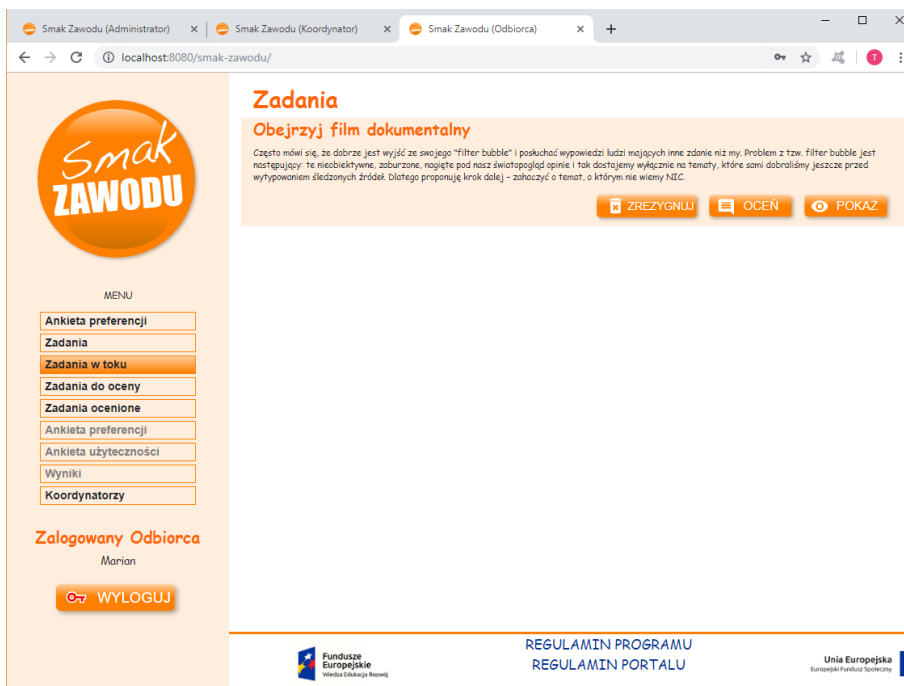 Smak Zawodu (Administrator)
Smak Zawodu (Koordynator)
Smak Zawodu (Odbiorca)
localhost:8080/smak-zawodu/
T
Smak
ZAWODU
MENU
Ankieta preferencji
Zadania
Zadania w toku
Zadania do oceny
Zadania ocenione
Ankieta preferencji
Ankieta użyteczności
Wyniki
Koordynatorzy
Zalogowany Odbiorca
Marian
WYLOGUJ
Zadania
Obejrzyj film dokumentalny
Często mówi się, że dobrze jest wyjść ze swojego "filter bubble" i posłuchać wypowiedzi ludzi mających inne zdanie niż my. Problem z tzw. filter bubble jest
następujący: te nieobiektywne, zaburzone, nagięte pod nasz światopogląd opinie i tak dostajemy wyłącznie na tematy, które sami dobraliśmy jeszcze przed
wytypowaniem śledzonych źródeł. Dlatego proponuję krok dalej – zahaczyć o temat, o którym nie wiemy NIC.
ZREZYGNUJ
OCEŃ
POKAŻ
Fundusze
Europejskie
Wiedza Edukacja Rozwój
REGULAMIN PROGRAMU
REGULAMIN PORTALU
Unia Europejska
Europejski Fundusz Społeczny